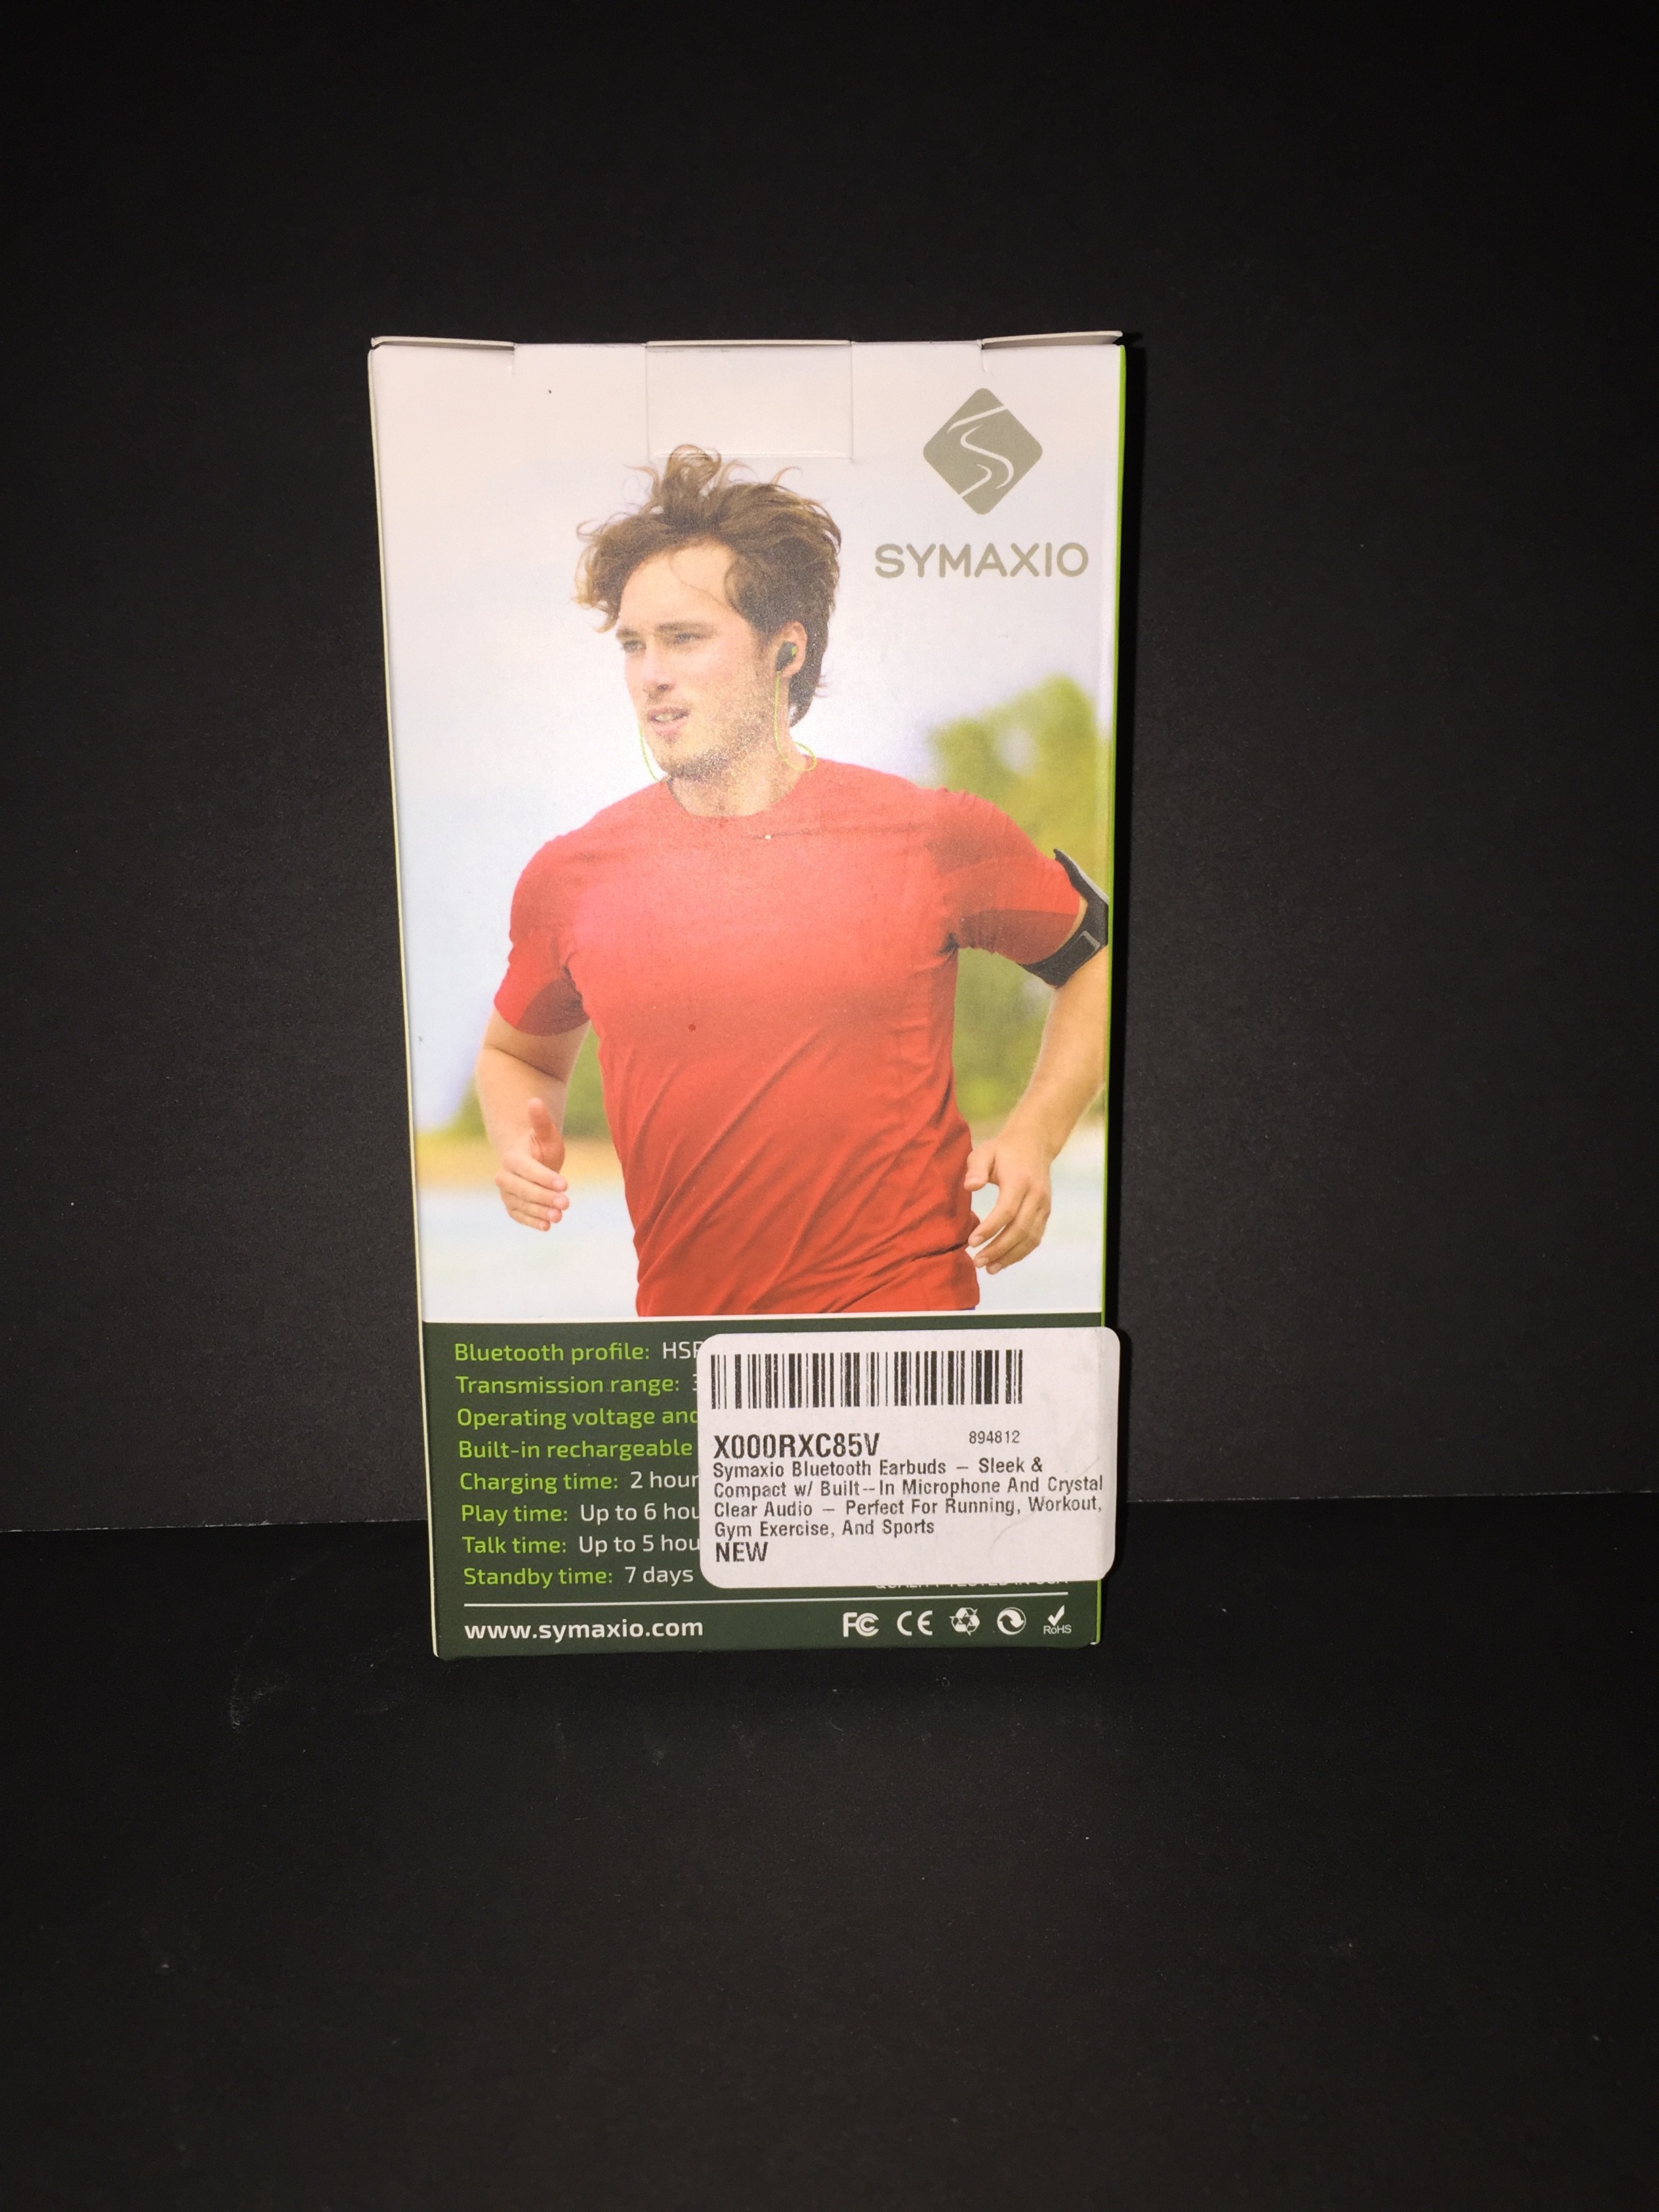 SYMAXIO
Bluetooth profile: HSP
Transmission range:
Operating voltage and
Built-in rechargeable
Charging time: 2 hour
Play time: Up to 6 hou
Talk time: Up to 5 hou
Standby time: 7 days
X000RXC85V 894812
Symaxio Bluetooth Earbuds – Sleek &
Compact w/ Built--In Microphone And Crystal
Clear Audio – Perfect For Running, Workout,
Gym Exercise, And Sports
NEW
www.symaxio.com FC CE RoHS